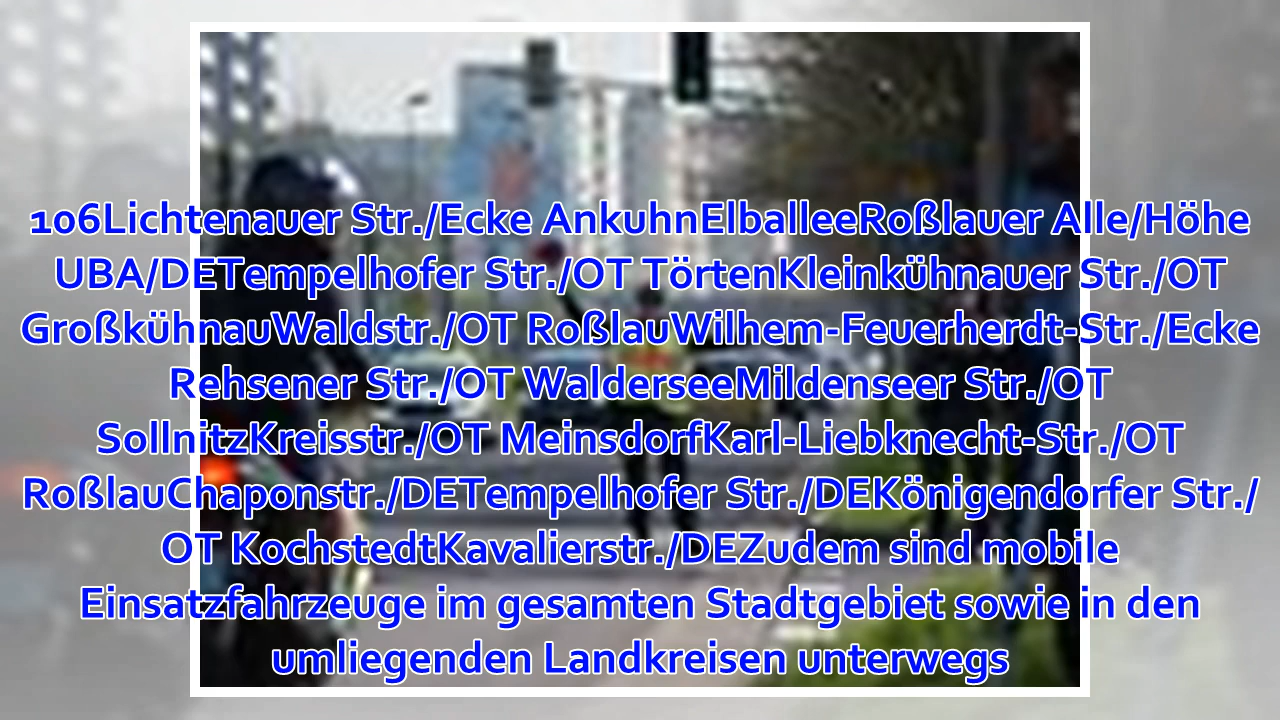 106Lichtenauer Str./Ecke AnkuhnElballeeRoßlauer Alle/Höhe
UBA/DETempelhofer Str./OT TörtenKleinkühnauer Str./OT
GroßkühnauWaldstr./OT RoßlauWilhem-Feuerherdt-Str./Ecke
Rehsener Str./OT WalderseeMildenseer Str./OT
SollnitzKreisstr./OT MeinsdorfKarl-Liebknecht-Str./OT
RoßlauChaponstr./DETempelhofer Str./DEKönigendorfer Str./
OT KochstedtKavalierstr./DEZudem sind mobile
Einsatzfahrzeuge im gesamten Stadtgebiet sowie in den
umliegenden Landkreisen unterwegs